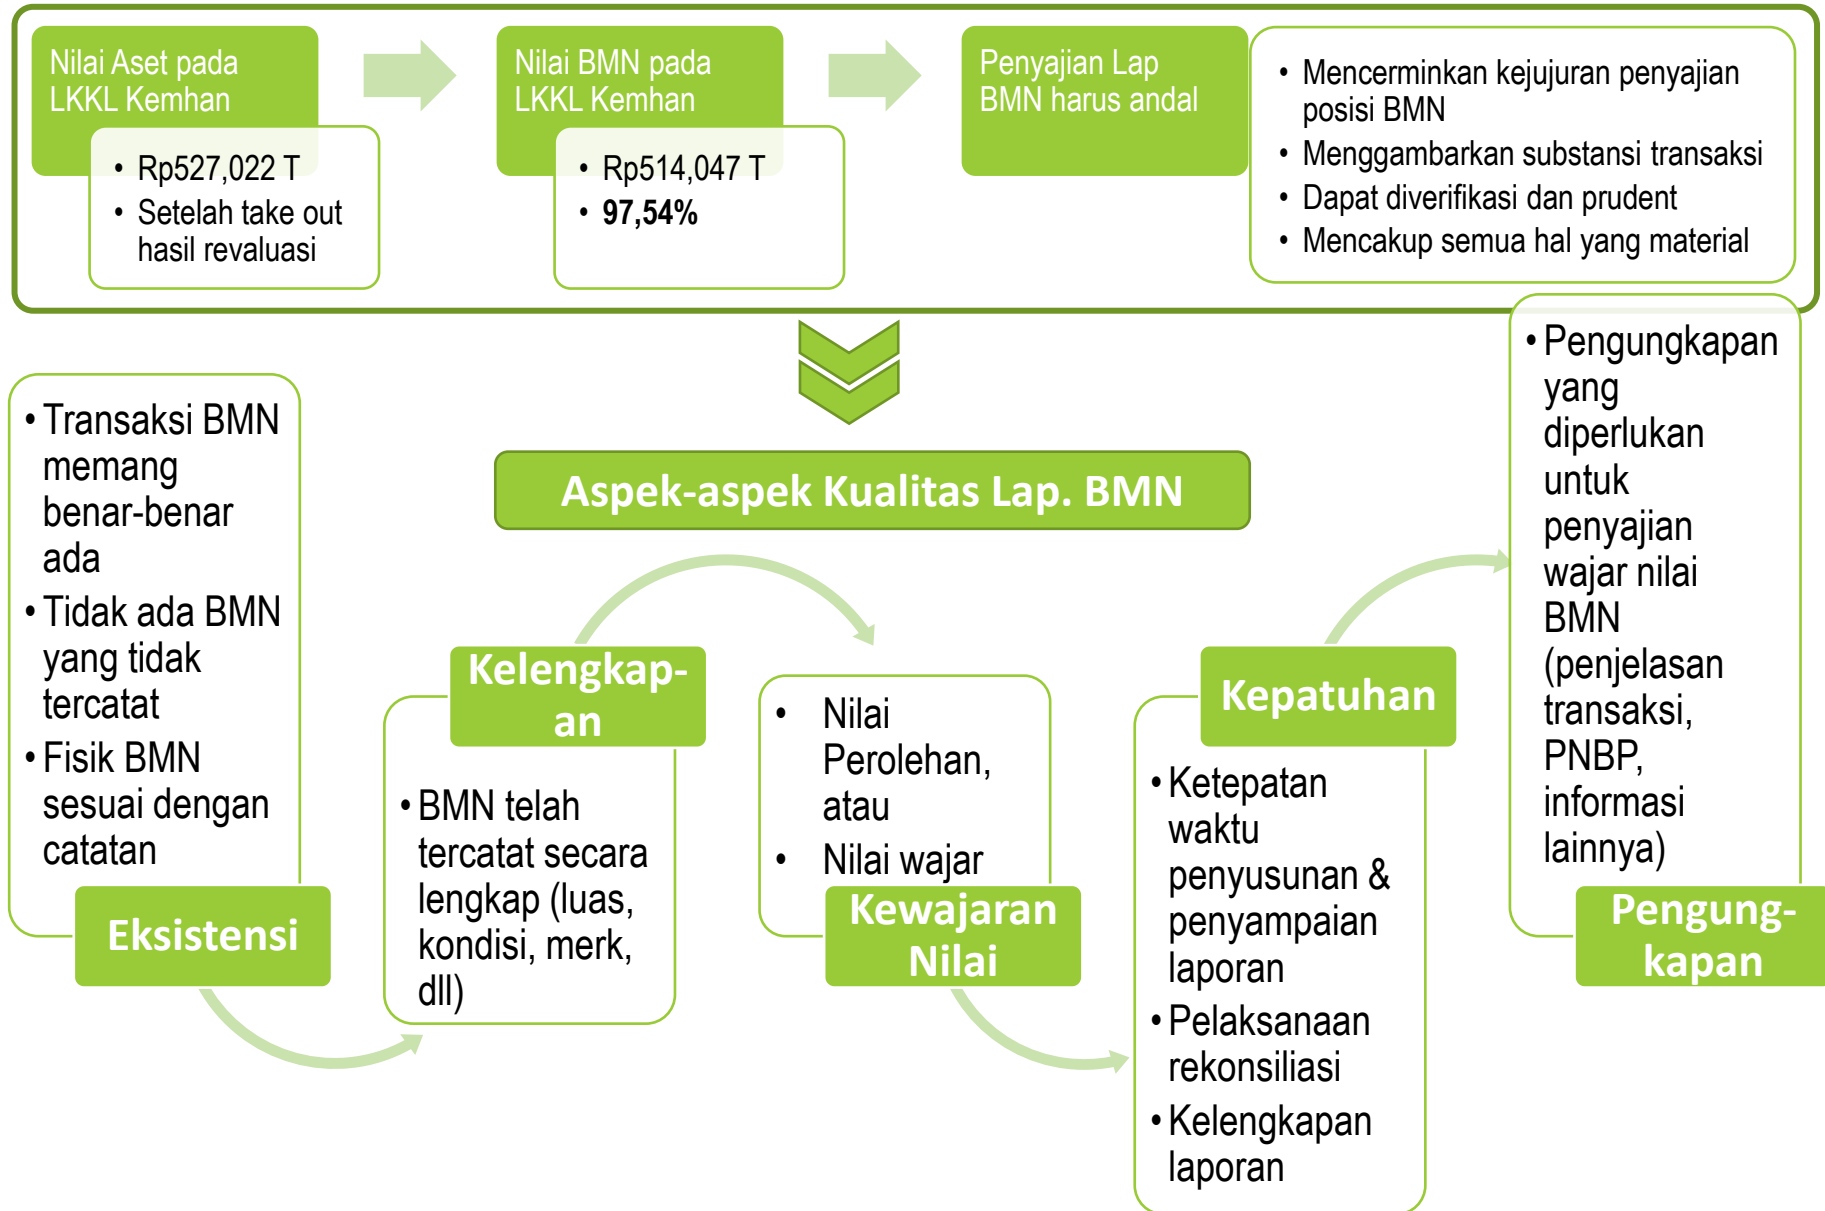 Nilai Aset pada
LKKL Kemhan
• Rp527,022 T
• Setelah take out
hasil revaluasi
Nilai BMN pada
LKKL Kemhan
• Rp514,047 T
• 97,54%
Penyajian Lap
BMN harus andal
• Mencerminkan kejujuran penyajian
posisi BMN
• Menggambarkan substansi transaksi
• Dapat diverifikasi dan prudent
• Mencakup semua hal yang material
Aspek-aspek Kualitas Lap. BMN
• Transaksi BMN
memang
benar-benar
ada
• Tidak ada BMN
yang tidak
tercatat
• Fisik BMN
sesuai dengan
catatan
Eksistensi
Kelengkap-
an
• BMN telah
tercatat secara
lengkap (luas,
kondisi, merk,
dll)
• Nilai
Perolehan,
atau
• Nilai wajar
Kewajaran
Nilai
Kepatuhan
• Ketepatan
waktu
penyusunan &
penyampaian
laporan
• Pelaksanaan
rekonsiliasi
• Kelengkapan
laporan
• Pengungkapan
yang
diperlukan
untuk
penyajian
wajar nilai
BMN
(penjelasan
transaksi,
PNBP,
informasi
lainnya)
Pengung-
kapan